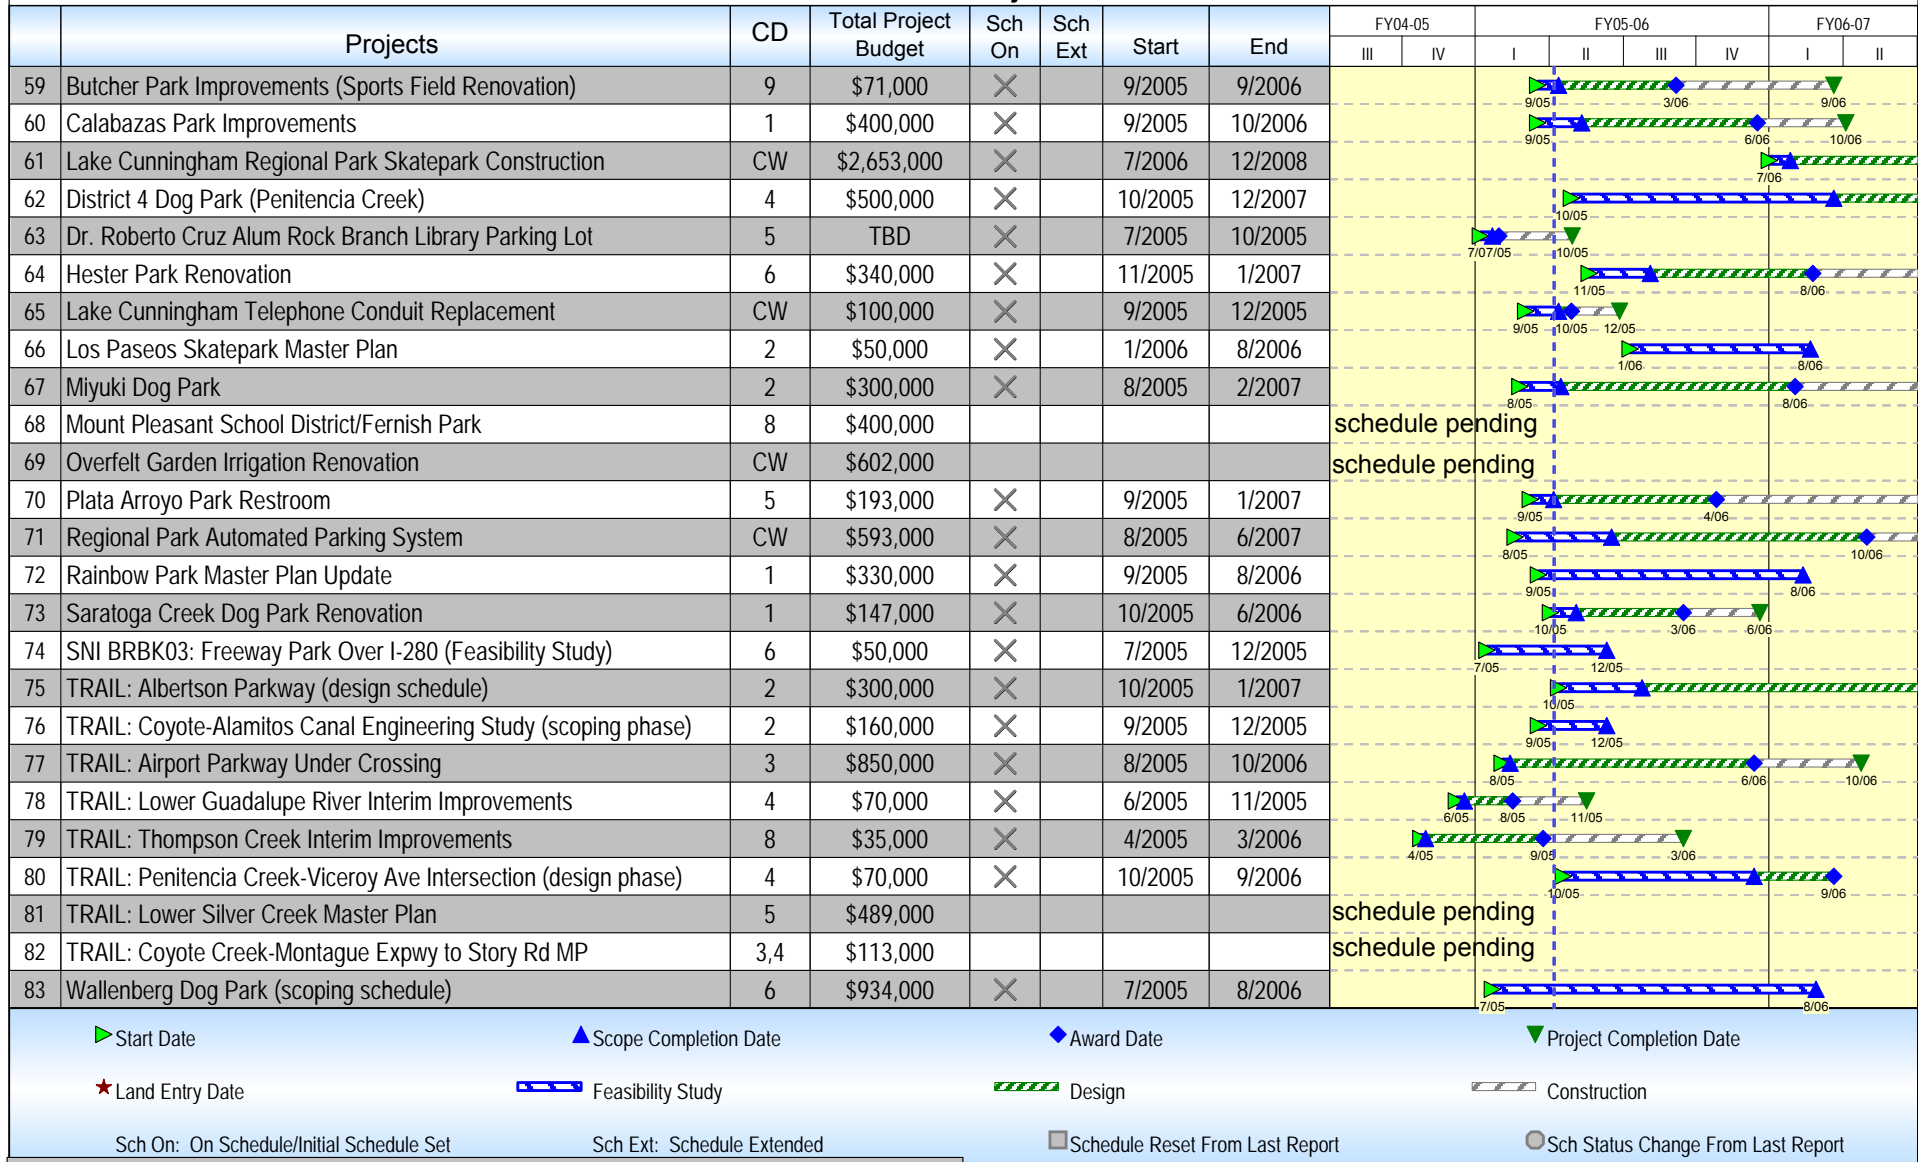 Projects CD Total Project Budget Sch On Sch Ext Start End FY04-05 FY05-06 FY06-07
III IV I II III IV I II
59 Butcher Park Improvements (Sports Field Renovation) 9 $71,000 9/2005 9/2006 9/05 3/06 9/06
60 Calabazas Park Improvements 1 $400,000 9/2005 10/2006 9/05 6/06 10/06
61 Lake Cunningham Regional Park Skatepark Construction CW $2,653,000 7/2006 12/2008 7/06
62 District 4 Dog Park (Penitencia Creek) 4 $500,000 10/2005 12/2007 10/05
63 Dr. Roberto Cruz Alum Rock Branch Library Parking Lot 5 TBD 7/2005 10/2005 7/07/05 10/05
64 Hester Park Renovation 6 $340,000 11/2005 1/2007 11/05 8/06
65 Lake Cunningham Telephone Conduit Replacement CW $100,000 9/2005 12/2005 9/05 10/05 12/05
66 Los Paseos Skatepark Master Plan 2 $50,000 1/2006 8/2006 1/06 8/06
67 Miyuki Dog Park 2 $300,000 8/2005 2/2007 8/05 8/06
68 Mount Pleasant School District/Fernish Park 8 $400,000 schedule pending
69 Overfelt Garden Irrigation Renovation CW $602,000 schedule pending
70 Plata Arroyo Park Restroom 5 $193,000 9/2005 1/2007 9/05 4/06
71 Regional Park Automated Parking System CW $593,000 8/2005 6/2007 8/05 10/06
72 Rainbow Park Master Plan Update 1 $330,000 9/2005 8/2006 9/05 8/06
73 Saratoga Creek Dog Park Renovation 1 $147,000 10/2005 6/2006 10/05 3/06 6/06
74 SNI BRBK03: Freeway Park Over I-280 (Feasibility Study) 6 $50,000 7/2005 12/2005 7/05 12/05
75 TRAIL: Albertson Parkway (design schedule) 2 $300,000 10/2005 1/2007 10/05
76 TRAIL: Coyote-Alamitos Canal Engineering Study (scoping phase) 2 $160,000 9/2005 12/2005 9/05 12/05
77 TRAIL: Airport Parkway Under Crossing 3 $850,000 8/2005 10/2006 8/05 6/06 10/06
78 TRAIL: Lower Guadalupe River Interim Improvements 4 $70,000 6/2005 11/2005 6/05 8/05 11/05
79 TRAIL: Thompson Creek Interim Improvements 8 $35,000 4/2005 3/2006 4/05 9/05 3/06
80 TRAIL: Penitencia Creek-Viceroy Ave Intersection (design phase) 4 $70,000 10/2005 9/2006 10/05 9/06
81 TRAIL: Lower Silver Creek Master Plan 5 $489,000 schedule pending
82 TRAIL: Coyote Creek-Montague Expwy to Story Rd MP 3,4 $113,000 schedule pending
83 Wallenberg Dog Park (scoping schedule) 6 $934,000 7/2005 8/2006 7/05 8/06
Start Date Scope Completion Date Award Date Project Completion Date
Land Entry Date Feasibility Study Design Construction
Sch On: On Schedule/Initial Schedule Set Sch Ext: Schedule Extended Schedule Reset From Last Report Sch Status Change From Last Report